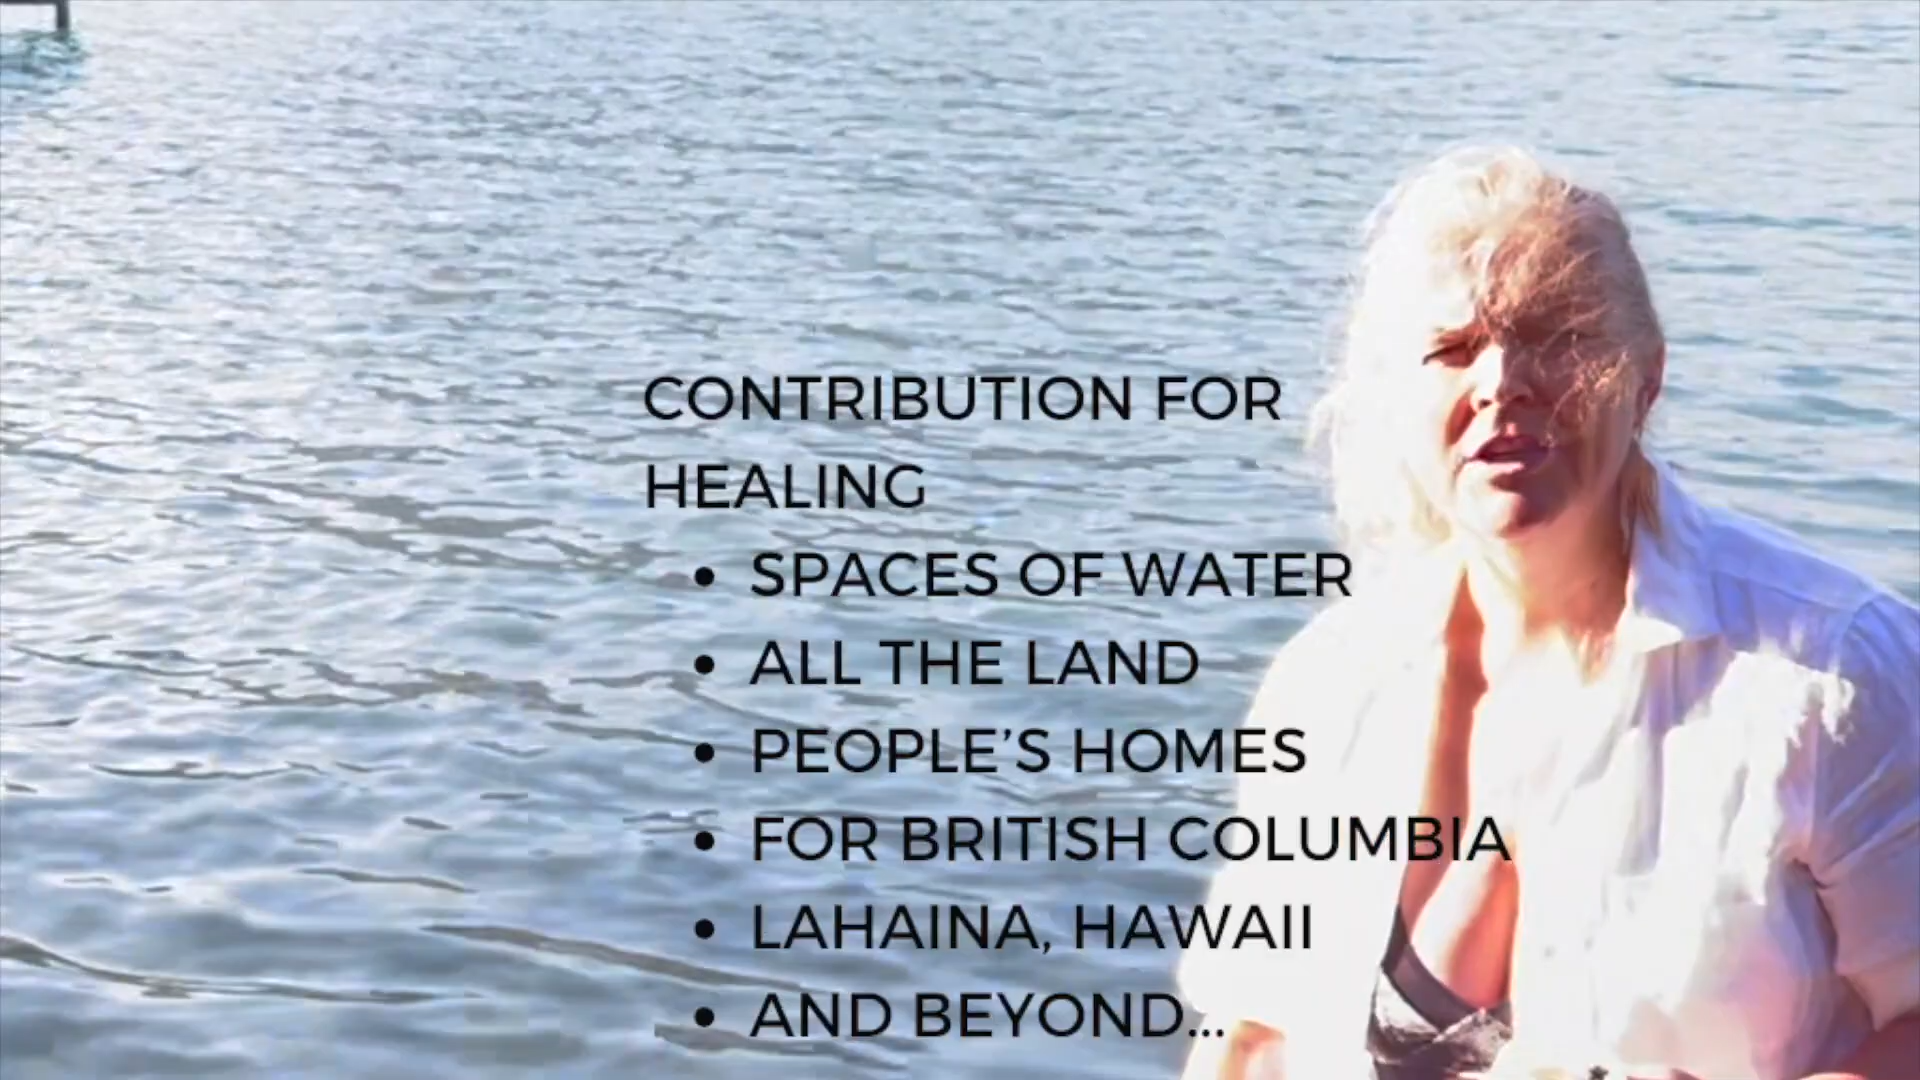 CONTRIBUTION FOR
HEALING
• SPACES OF WATER
• ALL THE LAND
• PEOPLE’S HOMES
• FOR BRITISH COLUMBIA
• LAHAINA, HAWAII
• AND BEYOND...